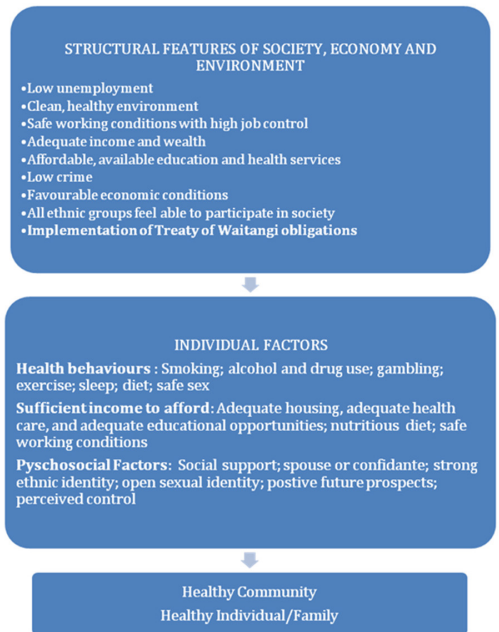 STRUCTURAL FEATURES OF SOCIETY, ECONOMY AND
ENVIRONMENT
•Low unemployment
•Clean, healthy environment
•Safe working conditions with high job control
•Adequate income and wealth
•Affordable, available education and health services
•Low crime
•Favourable economic conditions
•All ethnic groups feel able to participate in society
•Implementation of Treaty of Waitangi obligations
INDIVIDUAL FACTORS
Health behaviours : Smoking; alcohol and drug use; gambling;
exercise; sleep; diet; safe sex
Sufficient income to afford: Adequate housing, adequate health
care, and adequate educational opportunities; nutritious diet; safe
working conditions
Pyschosocial Factors: Social support; spouse or confidante; strong
ethnic identity; open sexual identity; postive future prospects;
perceived control
Healthy Community
Healthy Individual/Family